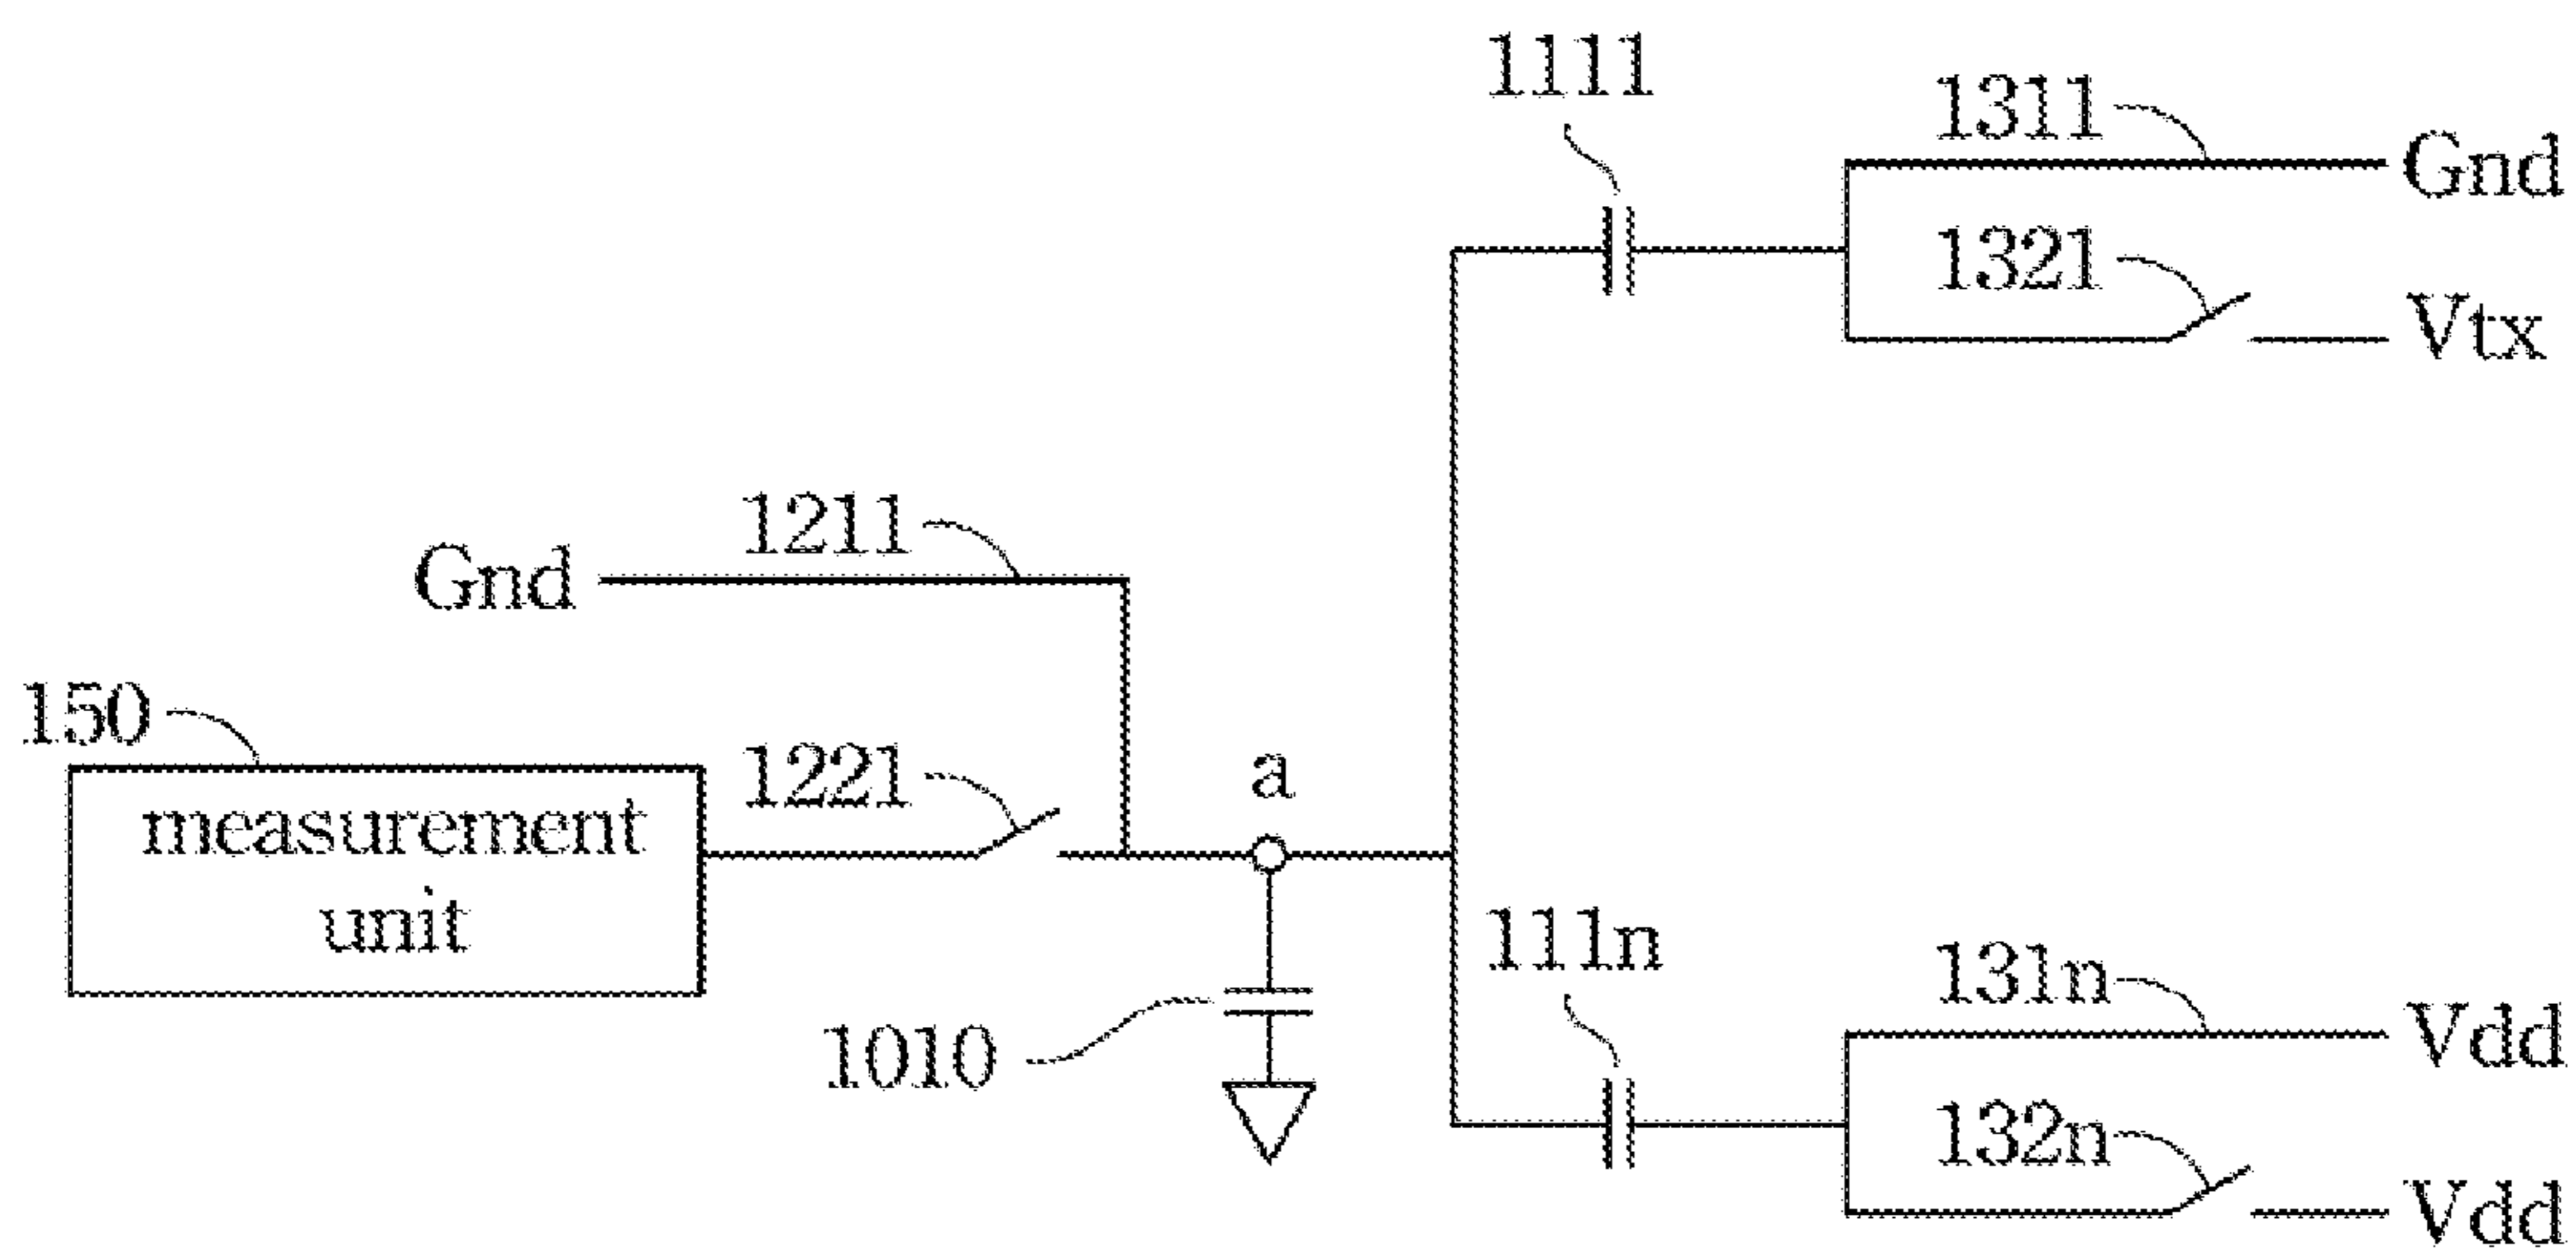 1111
1311
Gnd
1321
Vtx
1211
Gnd
150
1221
a
measurement
unit
111n
131n
1010
Vdd
132n
Vdd